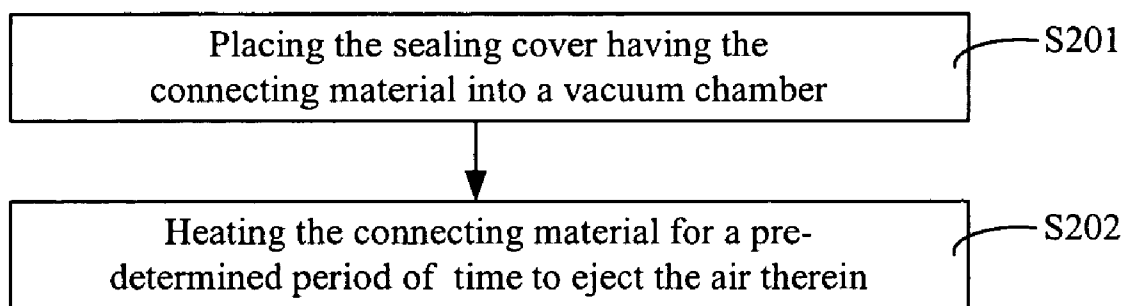 Placing the sealing cover having the
connecting material into a vacuum chamber
S201
Heating the connecting material for a pre-
determined period of time to eject the air therein
S202